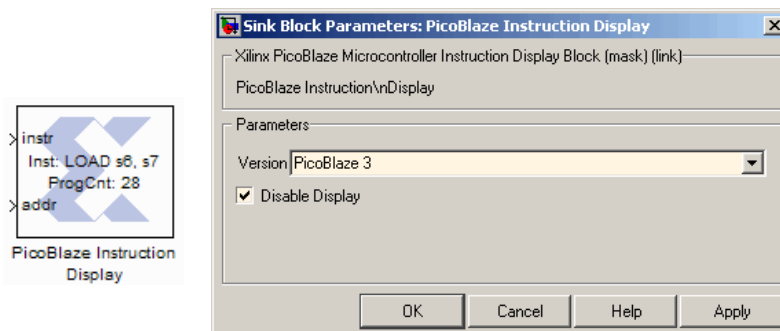 instr
Inst: LOAD s6, s7
ProgCnt: 28
addr
PicoBlaze Instruction
Display
Sink Block Parameters: PicoBlaze Instruction Display
Xilinx PicoBlaze Microcontroller Instruction Display Block (mask) (link)
PicoBlaze Instruction\nDisplay
Parameters
Version PicoBlaze 3
Disable Display
OK Cancel Help Apply